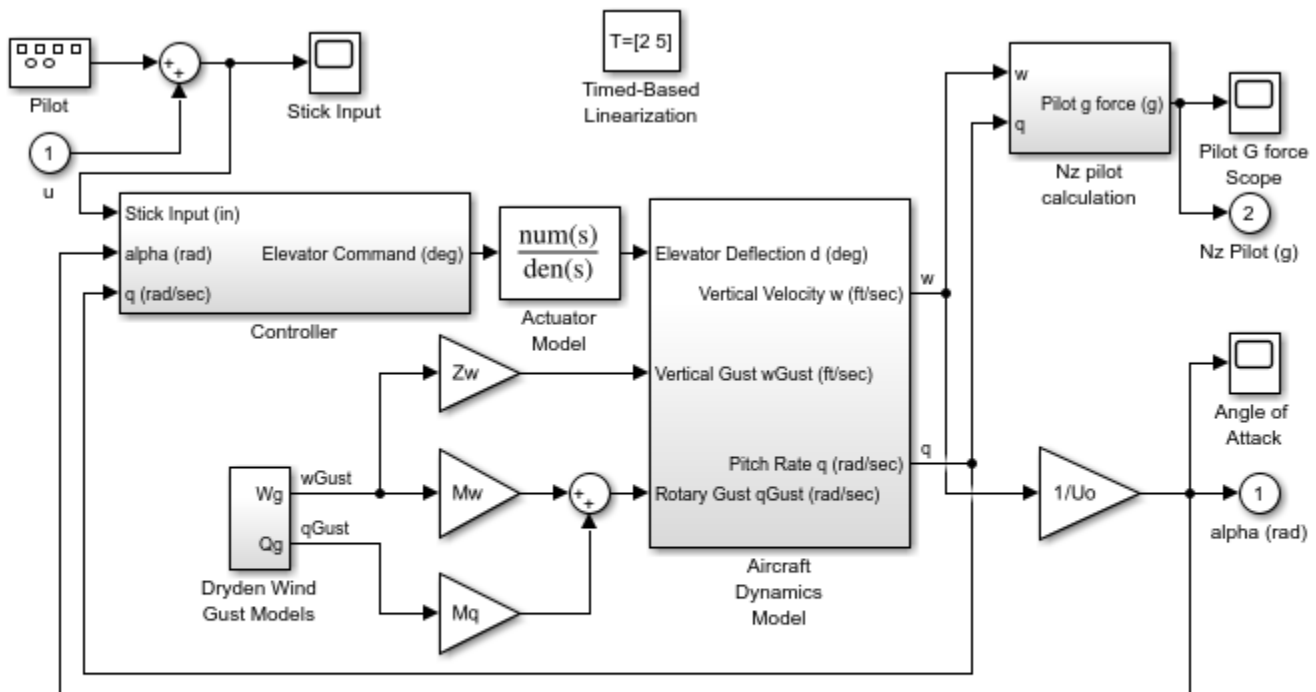 T=[2 5]
Timed-Based
Linearization
Pilot
+
+
Stick Input
1
u
w
Pilot g force (g)
q
Nz pilot
calculation
Pilot G force
Scope
2
Nz Pilot (g)
Stick Input (in)
alpha (rad)
Elevator Command (deg)
q (rad/sec)
Controller
num(s)
den(s)
Actuator
Model
Elevator Deflection d (deg)
Vertical Velocity w (ft/sec)
Vertical Gust wGust (ft/sec)
Pitch Rate q (rad/sec)
Rotary Gust qGust (rad/sec)
Aircraft
Dynamics
Model
w
q
Zw
Mw
Mq
+
+
Wg
Qg
wGust
qGust
Dryden Wind
Gust Models
1/Uo
Angle of
Attack
1
alpha (rad)